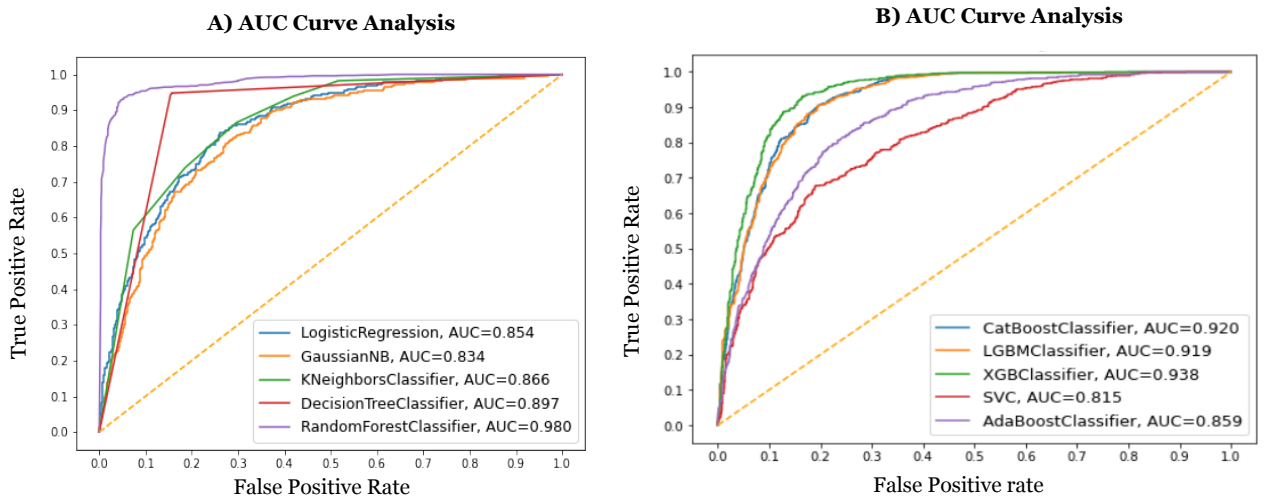 A) AUC Curve Analysis
True Positive Rate
1.0
0.9
0.8
0.7
0.6
0.5
0.4
0.3
0.2
0.1
0.0
LogisticRegression, AUC=0.854
GaussianNB, AUC=0.834
KNeighborsClassifier, AUC=0.866
DecisionTreeClassifier, AUC=0.897
RandomForestClassifier, AUC=0.980
0.0 0.1 0.2 0.3 0.4 0.5 0.6 0.7 0.8 0.9 1.0
False Positive Rate
B) AUC Curve Analysis
True Positive Rate
1.0
0.9
0.8
0.7
0.6
0.5
0.4
0.3
0.2
0.1
0.0
CatBoostClassifier, AUC=0.920
LGBMClassifier, AUC=0.919
XGBClassifier, AUC=0.938
SVC, AUC=0.815
AdaBoostClassifier, AUC=0.859
0.0 0.1 0.2 0.3 0.4 0.5 0.6 0.7 0.8 0.9 1.0
False Positive rate